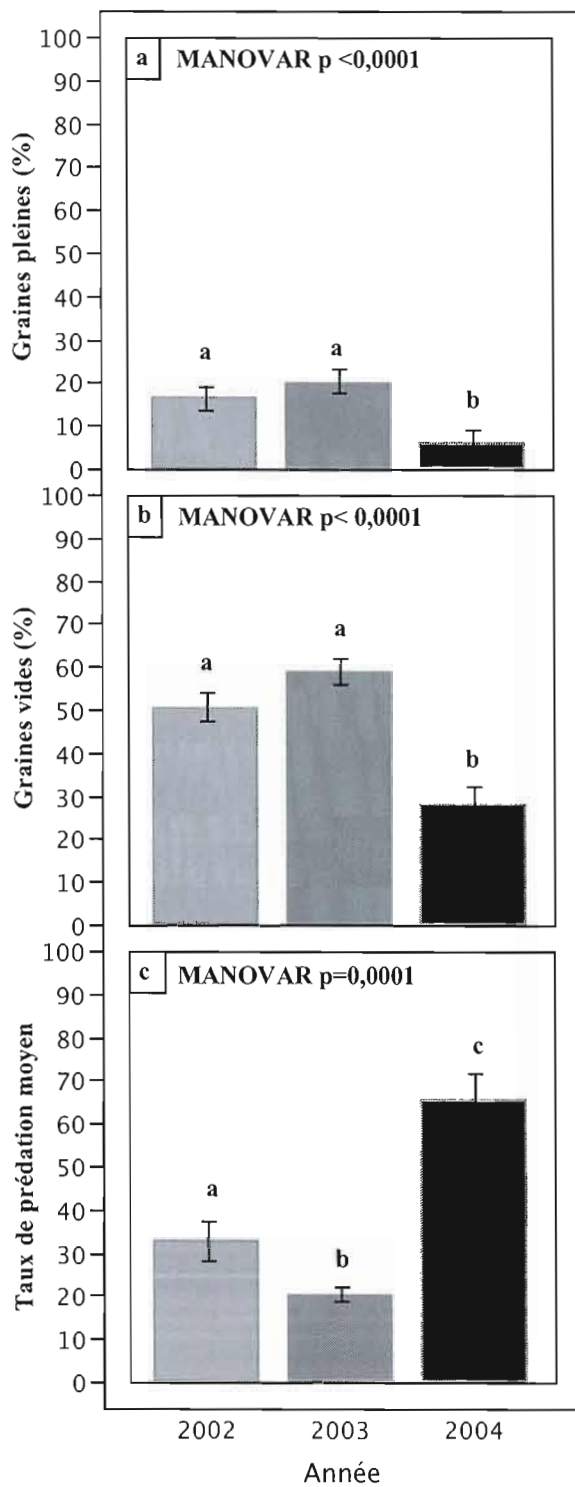 a MANOVAR p <0,0001
100
90
80
70
60
50
40
30
20
10
0
Graines pleines (%)
a
a
b
b MANOVAR p< 0,0001
100
90
80
70
60
50
40
30
20
10
0
Graines vides (%)
a
a
b
c MANOVAR p=0,0001
100
90
80
70
60
50
40
30
20
10
0
Taux de prédation moyen
a
b
c
2002 2003 2004
Année